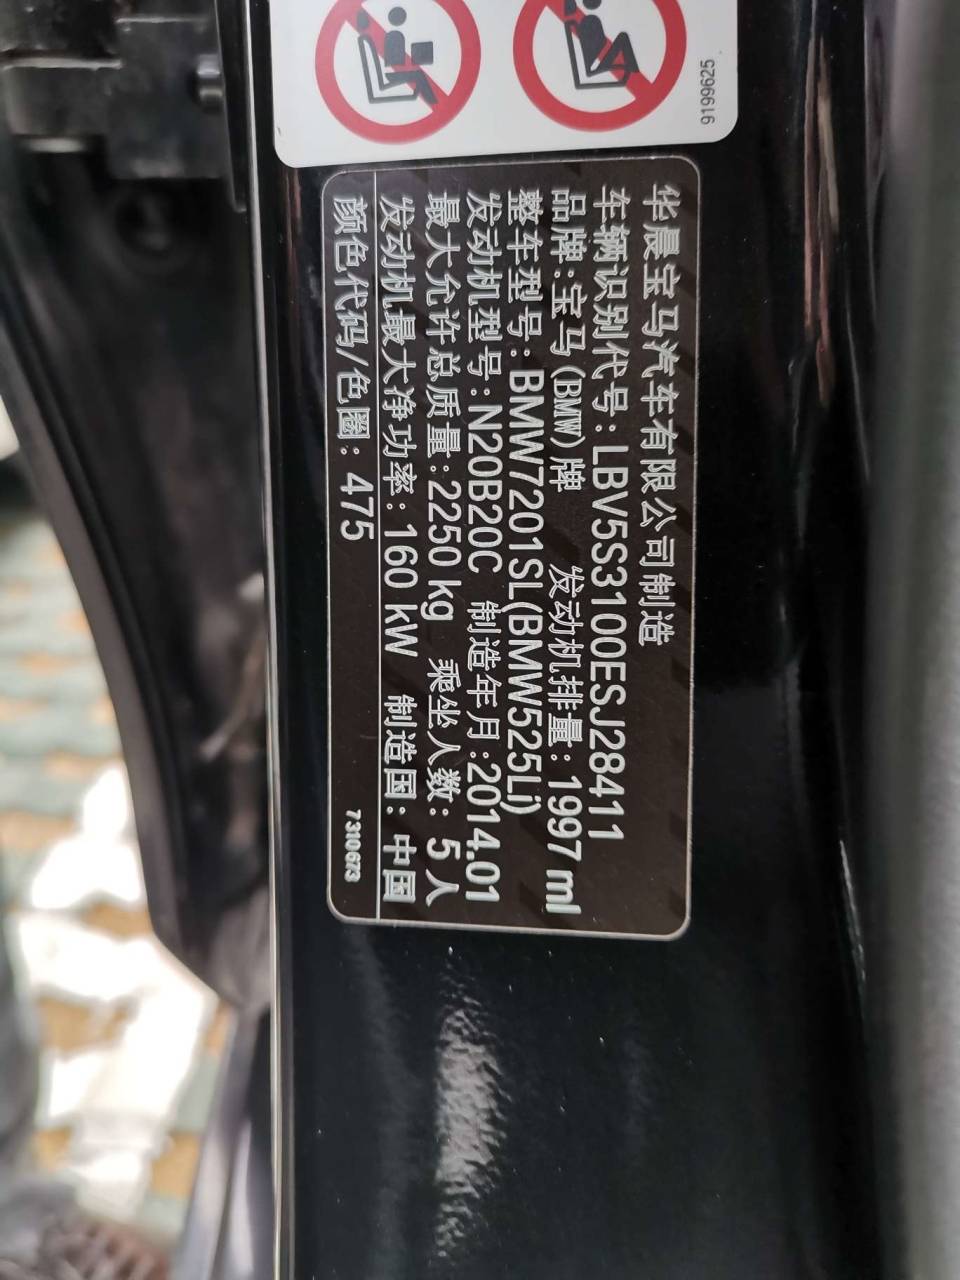 9199625
华晨宝马汽车有限公司制造
车辆识别代号：LBV5S3100ESJ28411
品牌：宝马(BMW)牌 发动机排量：1997 ml
整车型号：BMW7201SL(BMW525Li)
发动机型号：N20B20C 制造年月：2014.01
最大允许总质量：2250 kg 乘坐人数：5人
发动机最大净功率：160 kW 制造国：中国
颜色代码/色圈：475
7 310 673